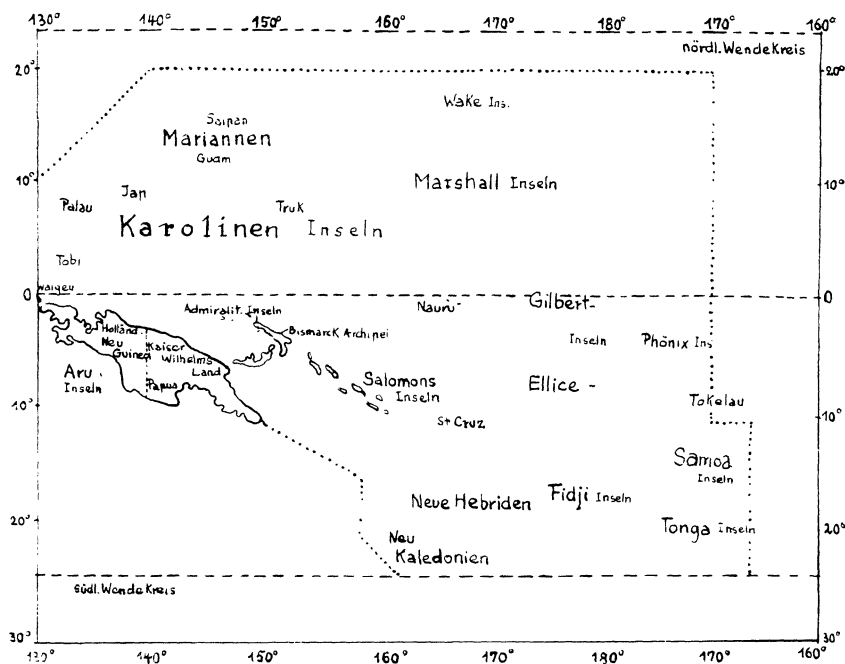 130° 140° 150° 160° 170° 180° 170° 160°
nördl. Wendekreis
20° 20°
Wake Ins.
Saipan
Mariannen
Guam
10° Marshall Inseln 10°
Jap
Palau Truk
Karolinen Inseln
Tobi
Waigeu
0 Gilbert- 0°
Nauru
Admiralit. Inseln
Holländ. Bismarck Archipel
Neu Kaiser Inseln Phönix Ins
Guinea Wilhelms
Aru Land Salomons Ellice -
Inseln Papua Inseln
10° Tokelau 10°
St Cruz
Samoa
Inseln
Neue Hebriden Fidji Inseln
20° Tonga Inseln 20°
Neu
Kaledonien
südl. Wendekreis
30° 30°
130° 140° 150° 160° 170° 180° 170° 160°